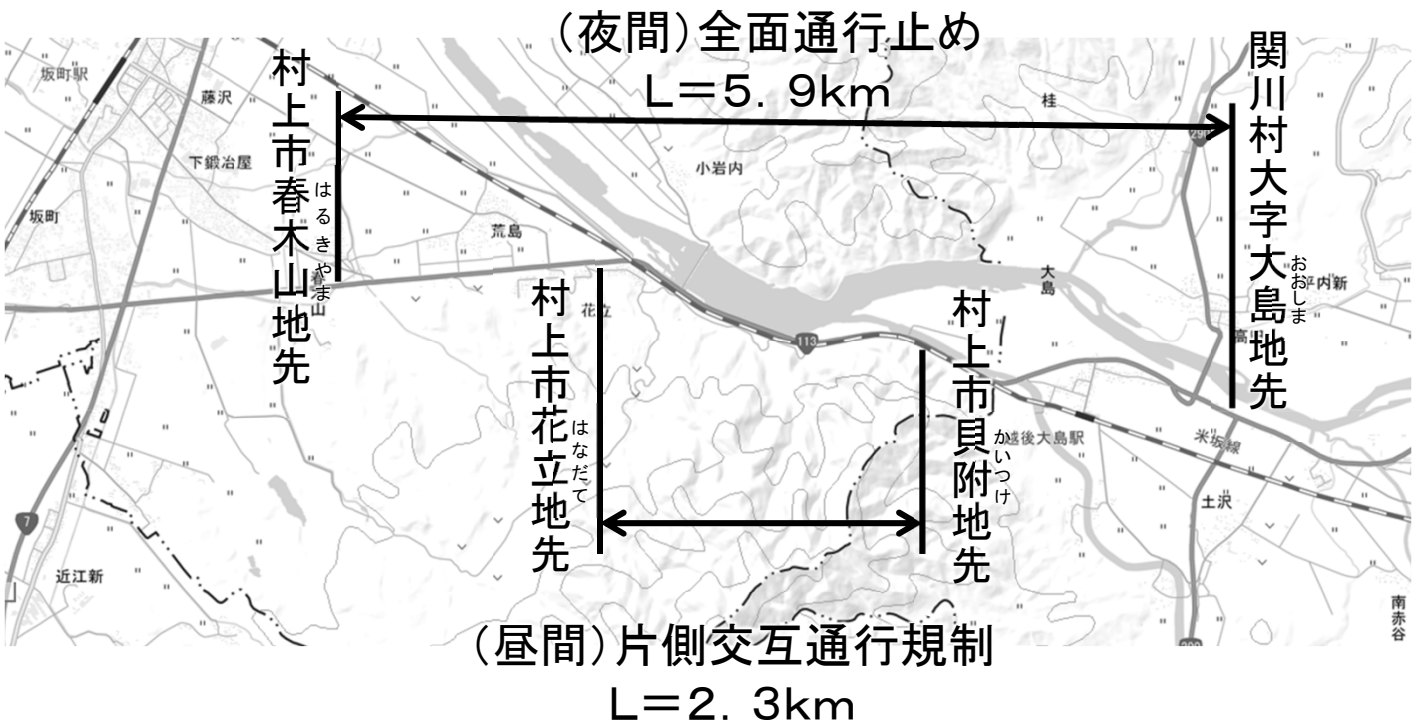 (夜間)全面通行止め
L=5.9km
村上市春木山地先
はるきやま
関川村大字大島地先
おおしま
坂町駅
藤沢
下鍛冶屋
坂町
荒島
小岩内
桂
大島
花立
村上市花立地先
はなだて
村上市貝附地先
かいつけ
113
7
越後大島駅
米坂線
土沢
近江新
南赤谷
(昼間)片側交互通行規制
L=2.3km